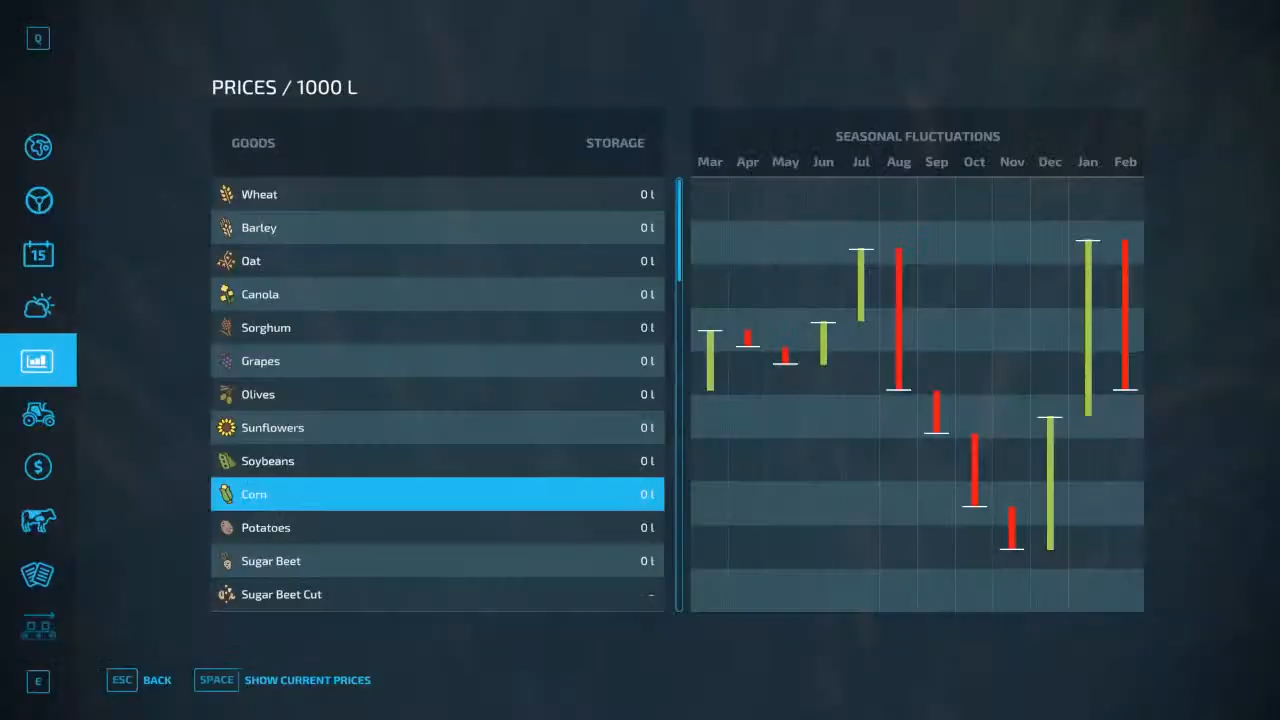 Q
PRICES / 1000 L
GOODS STORAGE
SEASONAL FLUCTUATIONS
Mar Apr May Jun Jul Aug Sep Oct Nov Dec Jan Feb
Wheat 0 l
Barley 0 l
Oat 0 l
15
Canola 0 l
Sorghum 0 l
Grapes 0 l
Olives 0 l
Sunflowers 0 l
Soybeans 0 l
$
Corn 0 l
Potatoes 0 l
Sugar Beet 0 l
Sugar Beet Cut -
E
ESC BACK SPACE SHOW CURRENT PRICES